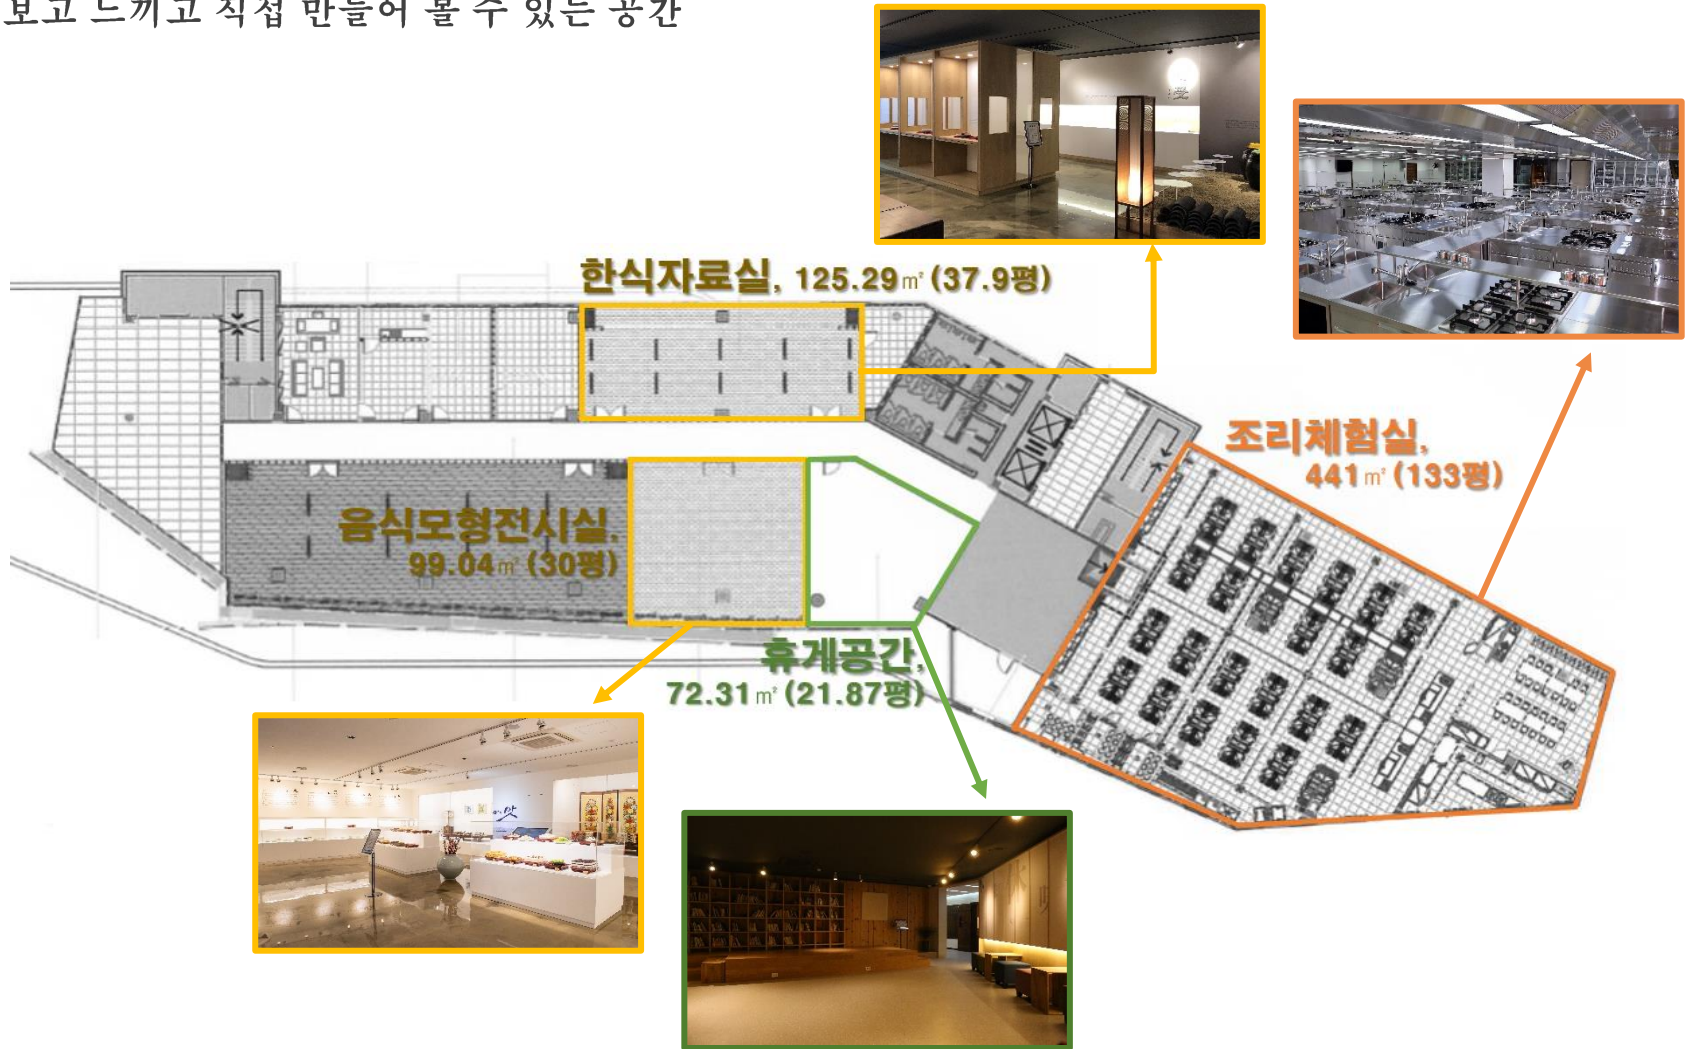 보고 느끼고 직접 만들어 볼 수 있는 공간
한식자료실, 125.29㎡(37.9평)
조리체험실,
441㎡(133평)
음식모형전시실,
99.04㎡(30평)
휴게공간,
72.31㎡(21.87평)
맛